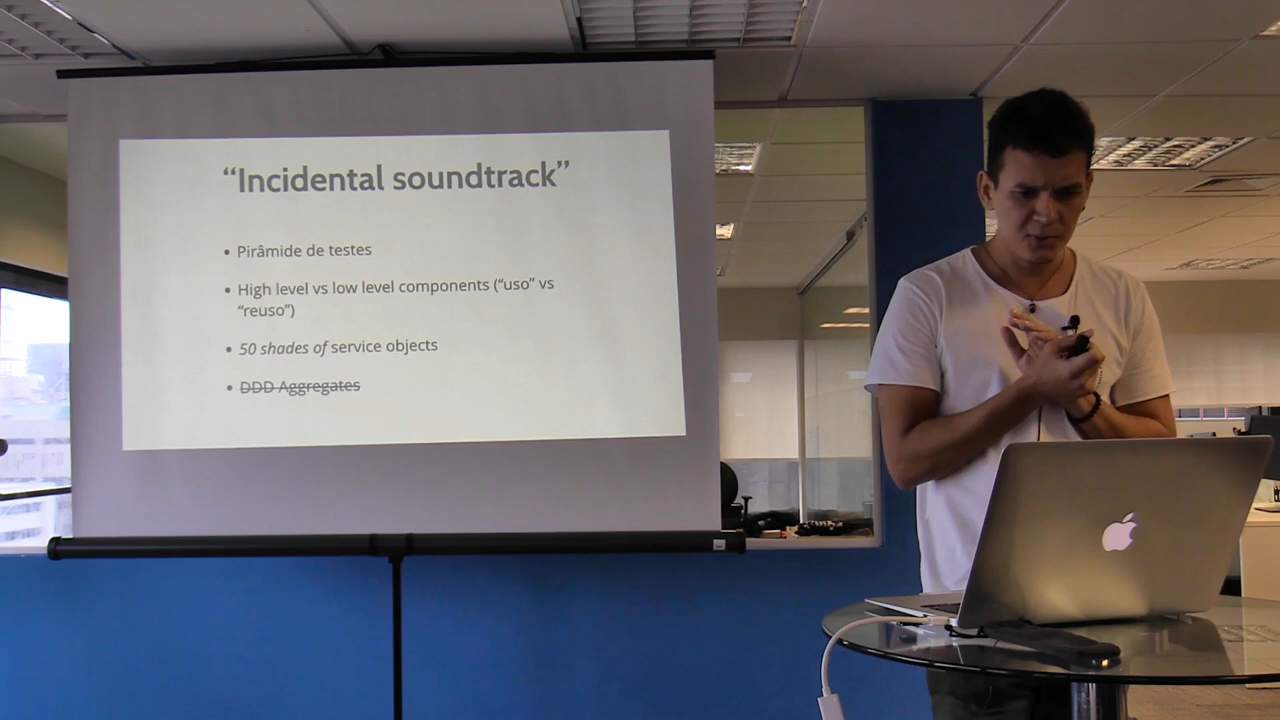 “Incidental soundtrack”
• Pirâmide de testes
• High level vs low level components (“uso” vs
“reuso”)
• 50 shades of service objects
• DDD Aggregates